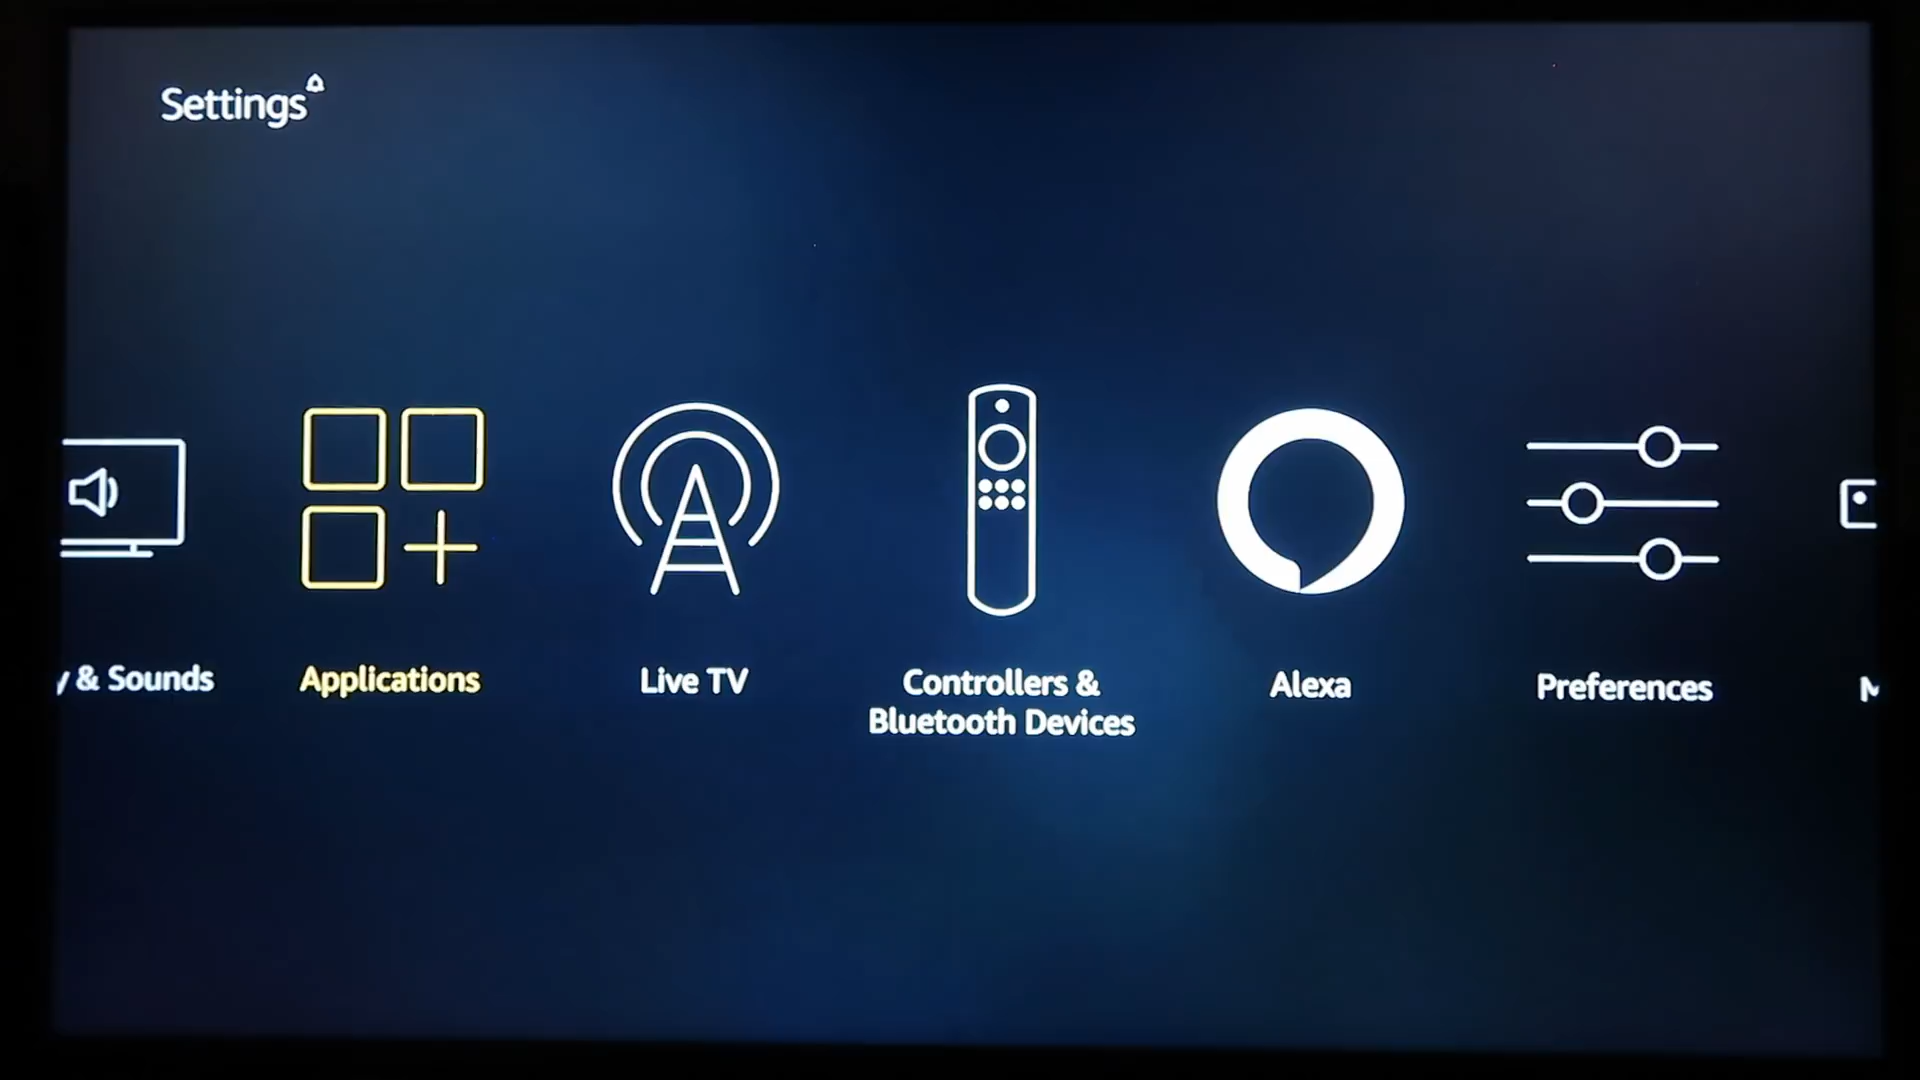 Settings
& Sounds
Applications
Live TV
Controllers &
Bluetooth Devices
Alexa
Preferences